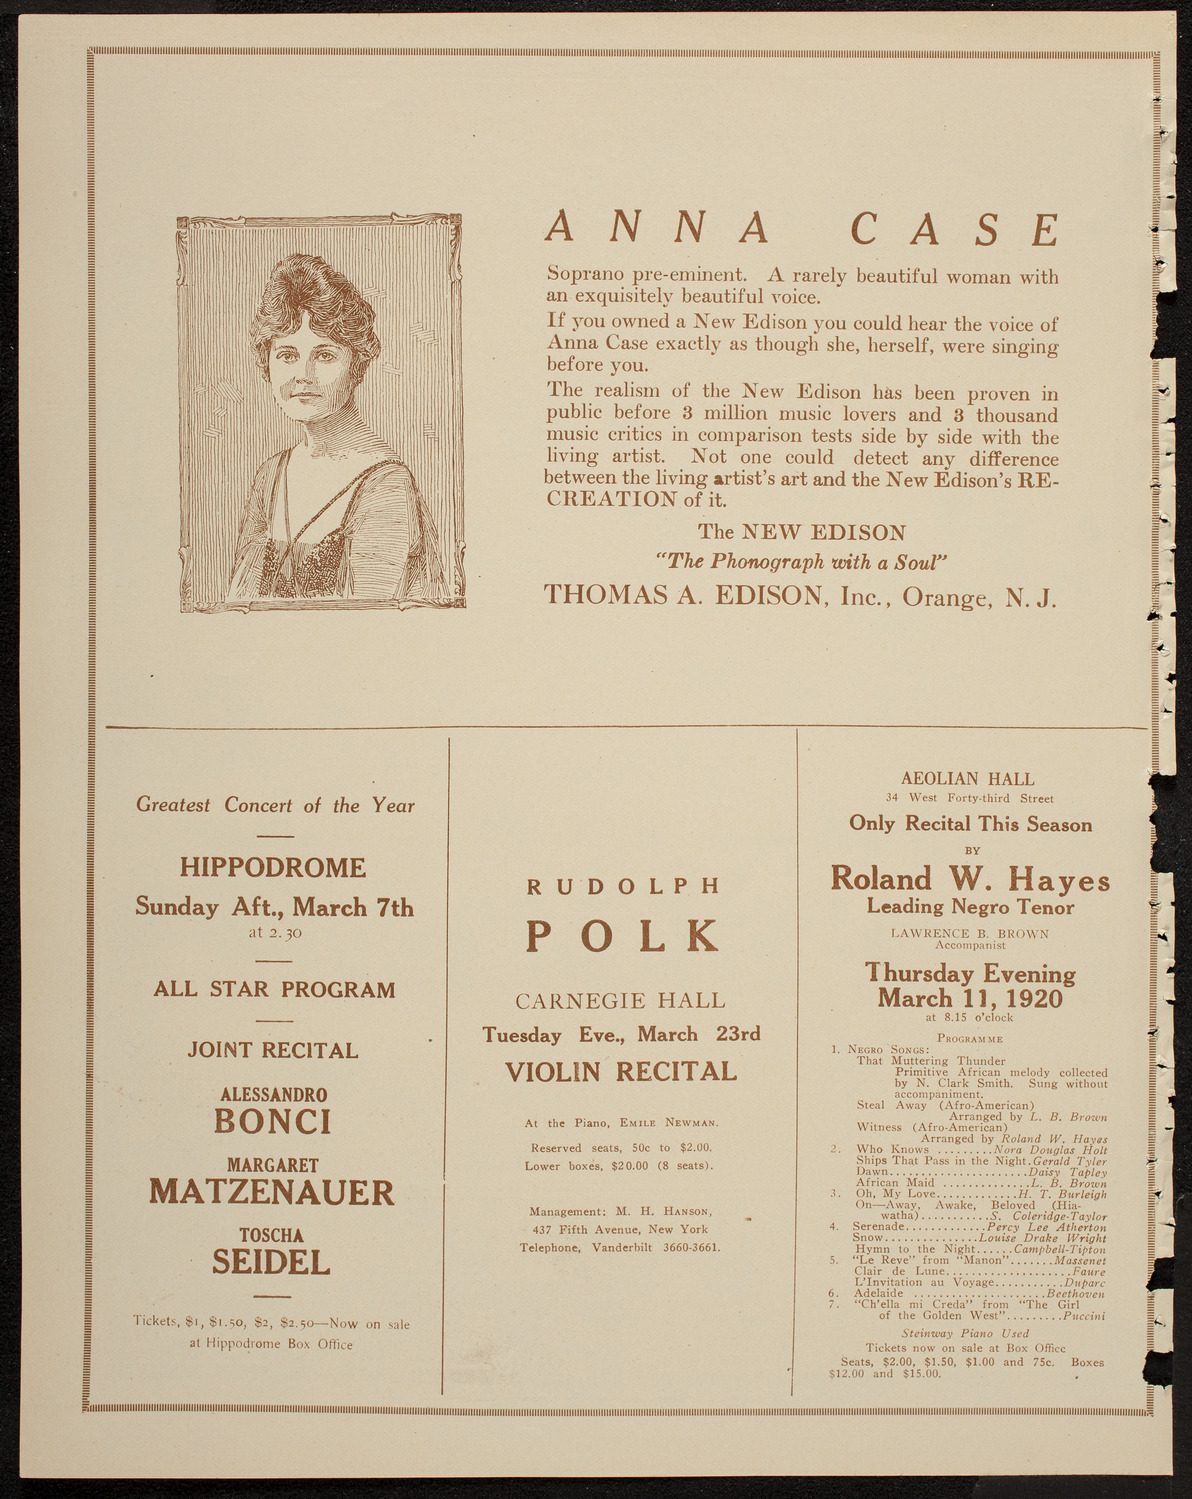 ANNA CASE
Soprano pre-eminent. A rarely beautiful woman with
an exquisitely beautiful voice.
If you owned a New Edison you could hear the voice of
Anna Case exactly as though she, herself, were singing
before you.
The realism of the New Edison has been proven in
public before 3 million music lovers and 3 thousand
music critics in comparison tests side by side with the
living artist. Not one could detect any difference
between the living artist's art and the New Edison's RE-
CREATION of it.
The NEW EDISON
"The Phonograph with a Soul"
THOMAS A. EDISON, Inc., Orange, N. J.
Greatest Concert of the Year
HIPPODROME
Sunday Aft., March 7th
at 2.30
ALL STAR PROGRAM
JOINT RECITAL
ALESSANDRO
BONCI
MARGARET
MATZENAUER
TOSCHA
SEIDEL
Tickets, $1, $1.50, $2, $2.50—Now on sale
at Hippodrome Box Office
RUDOLPH
POLK
CARNEGIE HALL
Tuesday Eve., March 23rd
VIOLIN RECITAL
At the Piano, EMILE NEWMAN.
Reserved seats, 50c to $2.00.
Lower boxes, $20.00 (8 seats).
Management: M. H. HANSON,
437 Fifth Avenue, New York
Telephone, Vanderbilt 3660-3661.
AEOLIAN HALL
34 West Forty-third Street
Only Recital This Season
BY
Roland W. Hayes
Leading Negro Tenor
LAWRENCE B. BROWN
Accompanist
Thursday Evening
March 11, 1920
at 8.15 o'clock
PROGRAMME
1. NEGRO SONGS:
That Muttering Thunder
Primitive African melody collected
by N. Clark Smith. Sung without
accompaniment.
Steal Away (Afro-American)
Arranged by L. B. Brown
Witness (Afro-American)
Arranged by Roland W. Hayes
2. Who Knows .........Nora Douglas Holt
Ships That Pass in the Night.Gerald Tyler
Dawn......................Daisy Tapley
African Maid ..............L. B. Brown
3. Oh, My Love.............H. T. Burleigh
On—Away, Awake, Beloved (Hia-
watha)...........S. Coleridge-Taylor
4. Serenade............Percy Lee Atherton
Snow...............Louise Drake Wright
Hymn to the Night......Campbell-Tipton
5. "Le Reve" from "Manon".......Massenet
Clair de Lune....................Faure
L'Invitation au Voyage...........Duparc
6. Adelaide .....................Beethoven
7. "Ch'ella mi Creda" from "The Girl
of the Golden West".........Puccini
Steinway Piano Used
Tickets now on sale at Box Office
Seats, $2.00, $1.50, $1.00 and 75c. Boxes
$12.00 and $15.00.